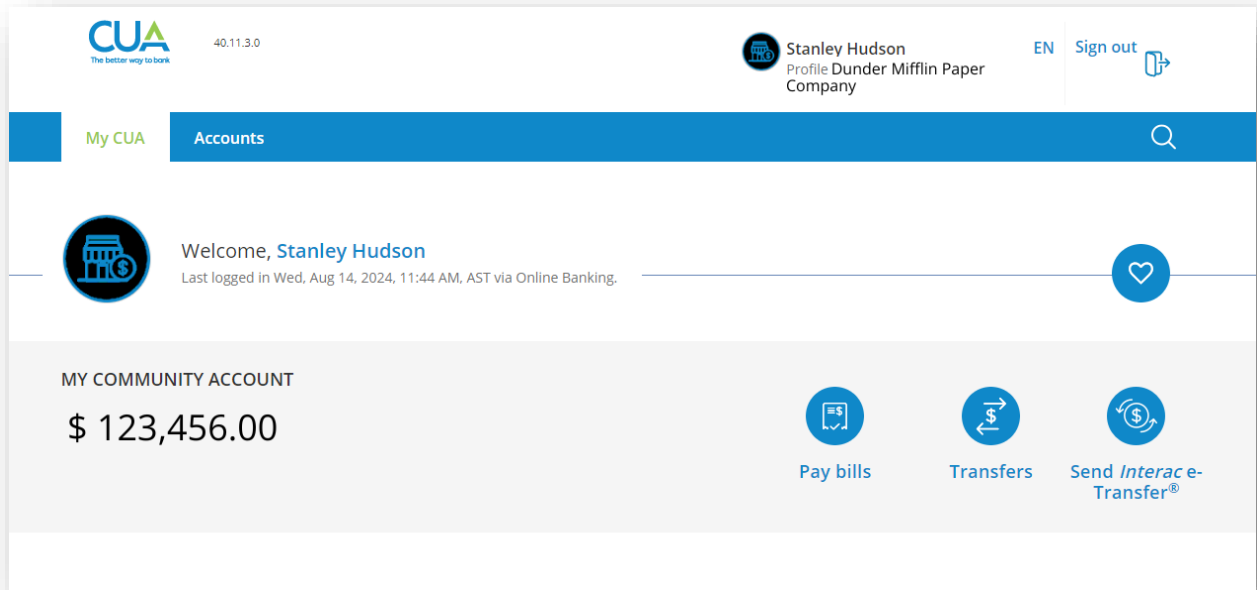 CUA
The better way to bank
40.11.3.0
Stanley Hudson
Profile Dunder Mifflin Paper
Company
EN
Sign out
My CUA
Accounts
Welcome, Stanley Hudson
Last logged in Wed, Aug 14, 2024, 11:44 AM, AST via Online Banking.
MY COMMUNITY ACCOUNT
$ 123,456.00
Pay bills
Transfers
Send Interac e-
Transfer®